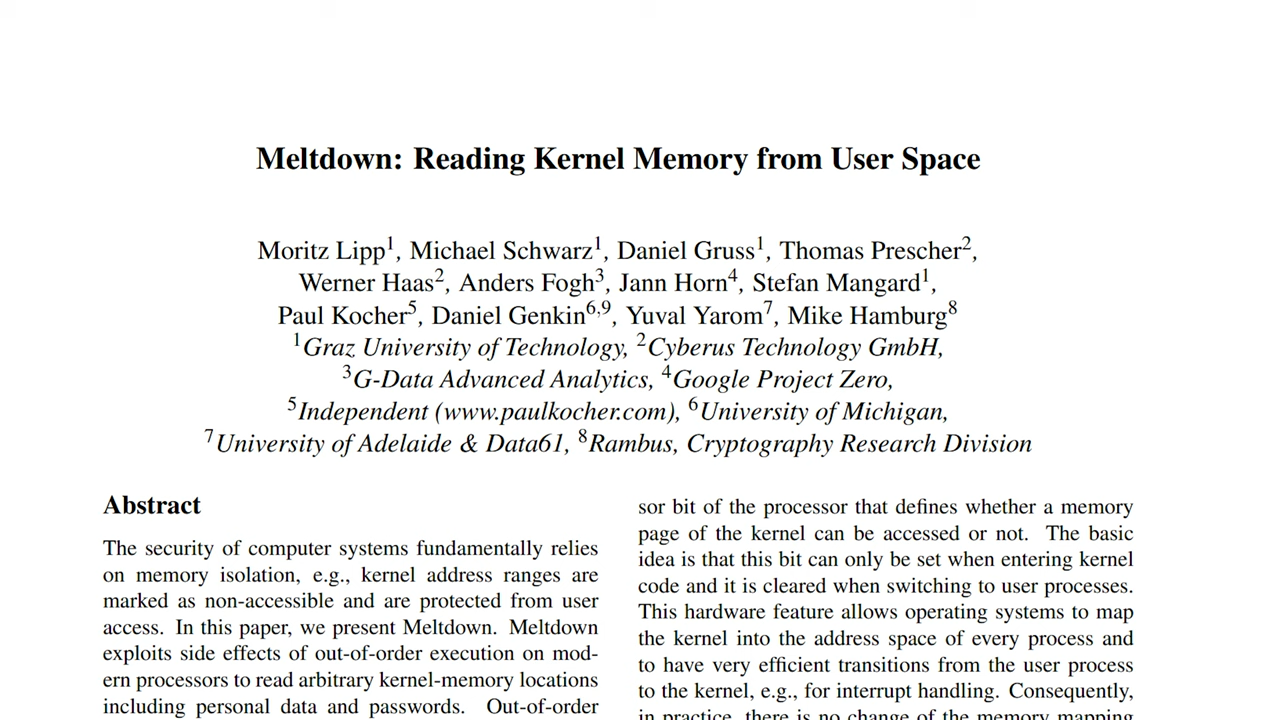 Meltdown: Reading Kernel Memory from User Space
Moritz Lipp¹, Michael Schwarz¹, Daniel Gruss¹, Thomas Prescher²,
Werner Haas², Anders Fogh³, Jann Horn⁴, Stefan Mangard¹,
Paul Kocher⁵, Daniel Genkin⁶,⁹, Yuval Yarom⁷, Mike Hamburg⁸
¹Graz University of Technology, ²Cyberus Technology GmbH,
³G-Data Advanced Analytics, ⁴Google Project Zero,
⁵Independent (www.paulkocher.com), ⁶University of Michigan,
⁷University of Adelaide & Data61, ⁸Rambus, Cryptography Research Division
Abstract
The security of computer systems fundamentally relies
on memory isolation, e.g., kernel address ranges are
marked as non-accessible and are protected from user
access. In this paper, we present Meltdown. Meltdown
exploits side effects of out-of-order execution on mod-
ern processors to read arbitrary kernel-memory locations
including personal data and passwords. Out-of-order
sor bit of the processor that defines whether a memory
page of the kernel can be accessed or not. The basic
idea is that this bit can only be set when entering kernel
code and it is cleared when switching to user processes.
This hardware feature allows operating systems to map
the kernel into the address space of every process and
to have very efficient transitions from the user process
to the kernel, e.g., for interrupt handling. Consequently,
in practice, there is no change of the memory mapping